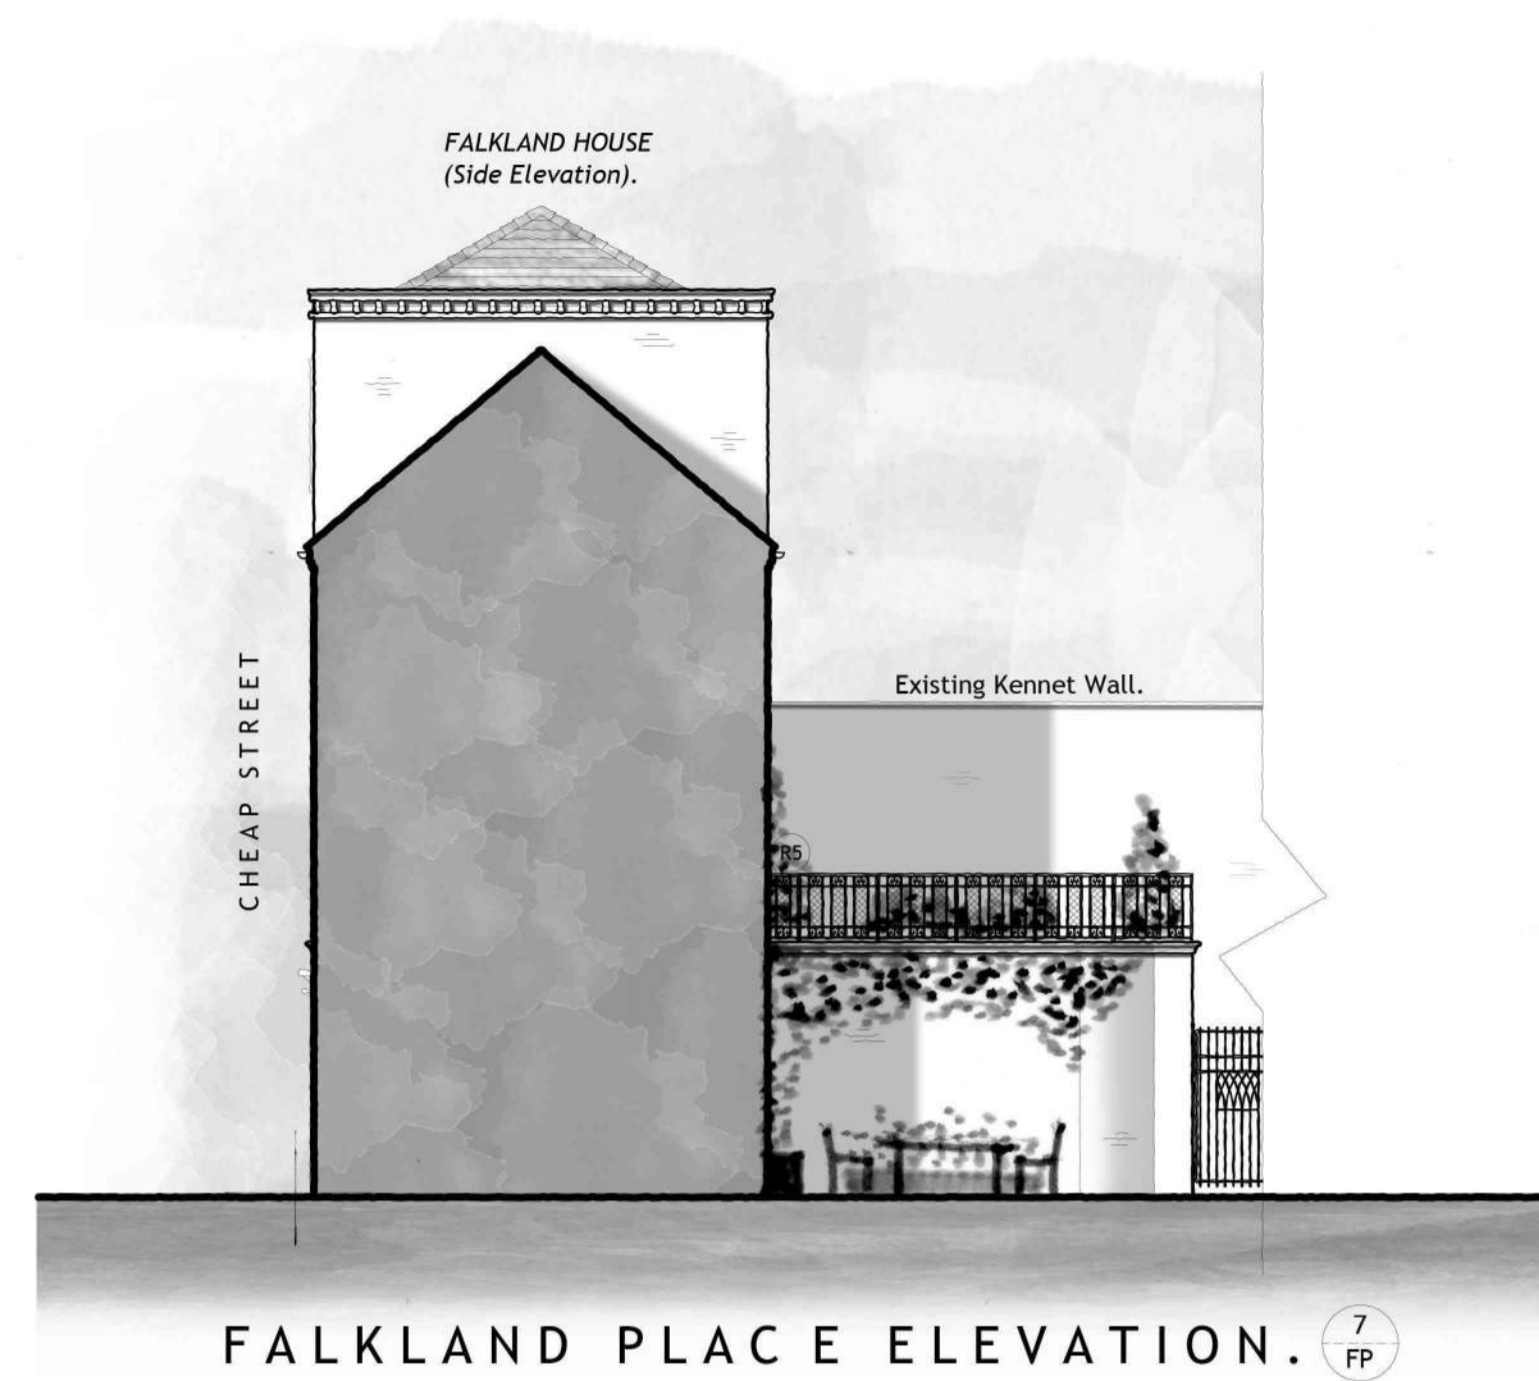 FALKLAND HOUSE
(Side Elevation).
CHEAP STREET
Existing Kennet Wall.
R5
FALKLAND PLACE ELEVATION.
7
FP